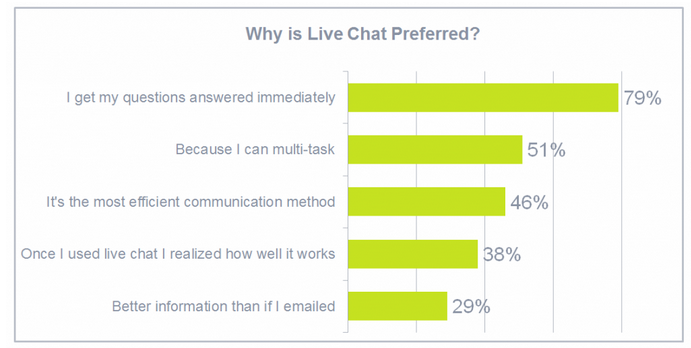 Why is Live Chat Preferred?
I get my questions answered immediately 79%
Because I can multi-task 51%
It's the most efficient communication method 46%
Once I used live chat I realized how well it works 38%
Better information than if I emailed 29%